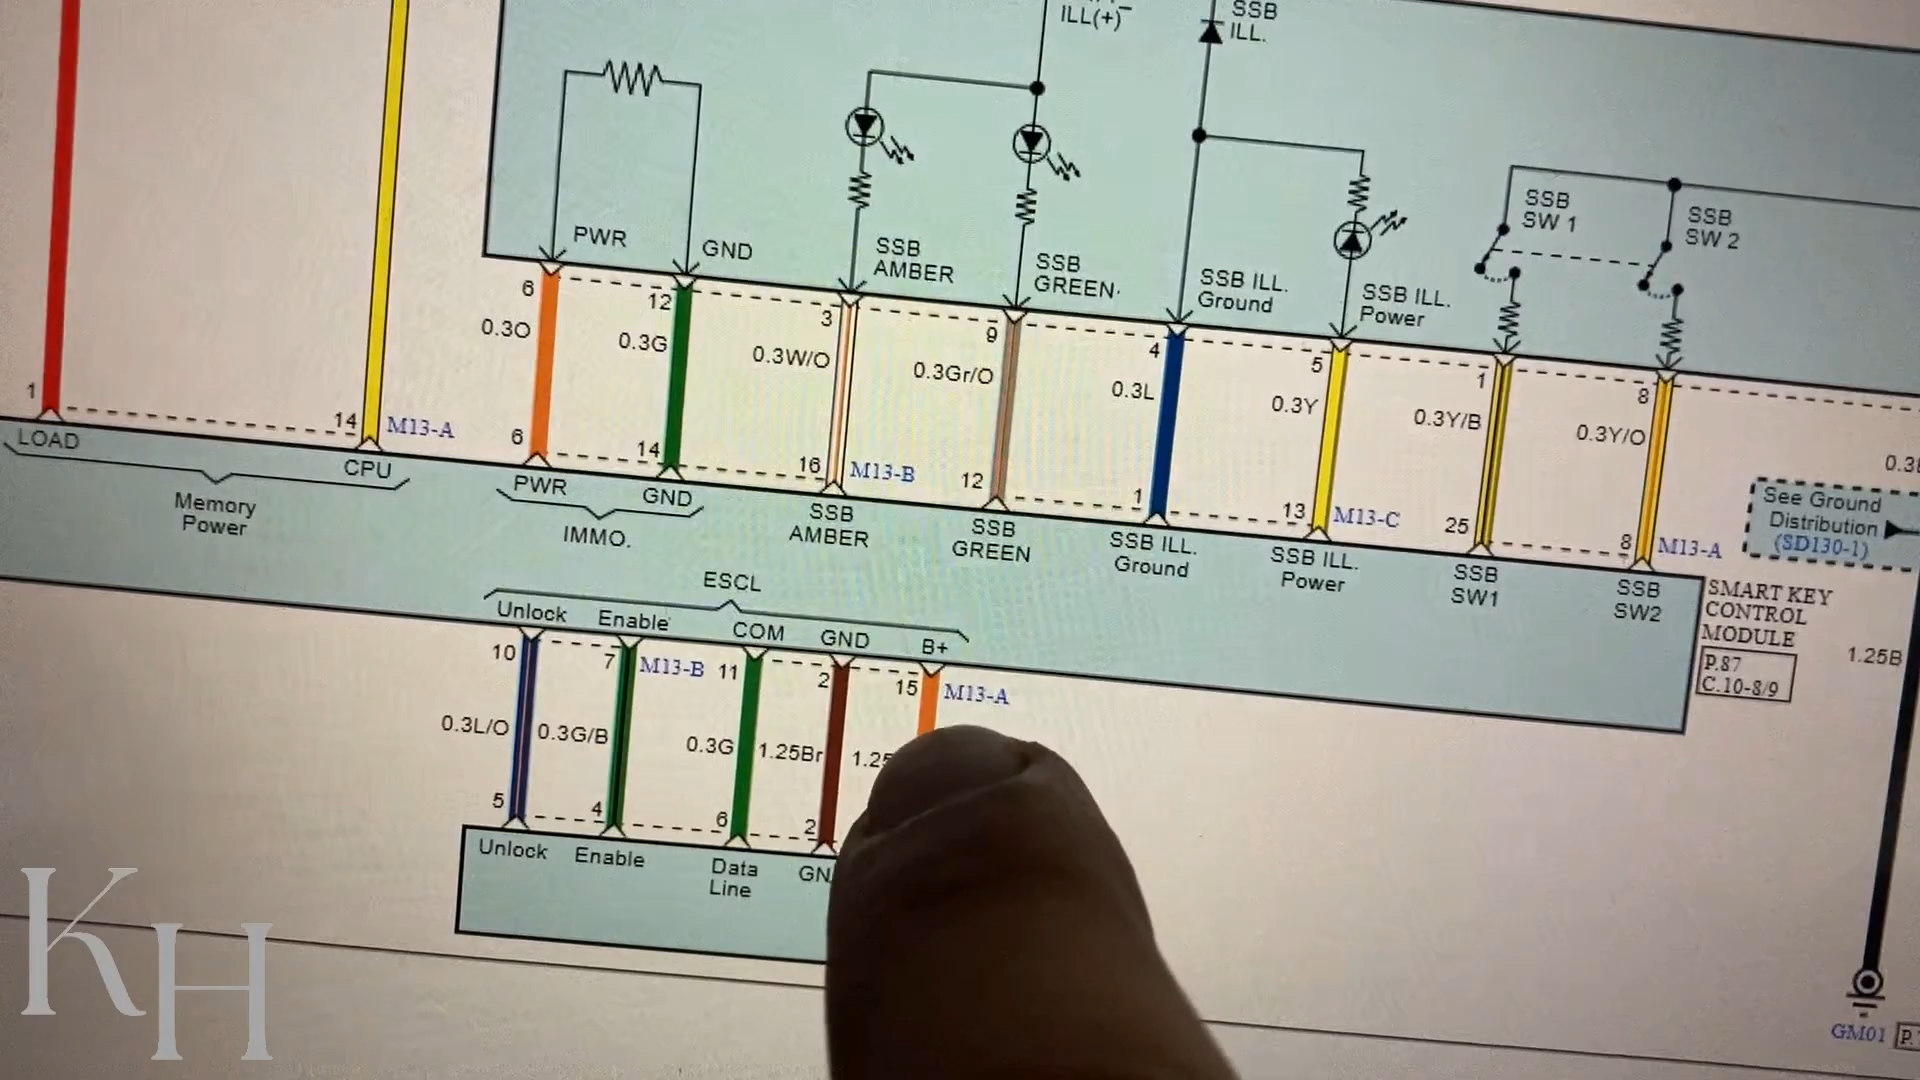 ILL(+)
SSB
ILL.
PWR
GND
SSB
AMBER
SSB
GREEN
SSB ILL.
Ground
SSB ILL.
Power
SSB
SW 1
SSB
SW 2
6
12
3
9
4
5
1
8
0.3O
0.3G
0.3W/O
0.3Gr/O
0.3L
0.3Y
0.3Y/B
0.3Y/O
1
14
M13-A
6
14
16
M13-B
12
1
13
M13-C
25
8
M13-A
LOAD
CPU
Memory
Power
PWR
GND
IMMO.
SSB
AMBER
SSB
GREEN
SSB ILL.
Ground
SSB ILL.
Power
SSB
SW1
SSB
SW2
See Ground
Distribution
(SD130-1)
SMART KEY
CONTROL
MODULE
P.87
C.10-8/9
1.25B
ESCL
Unlock
Enable
COM
GND
B+
10
7
M13-B
11
2
15
M13-A
0.3L/O
0.3G/B
0.3G
1.25Br
5
4
6
2
Unlock
Enable
Data
Line
GM01
KH